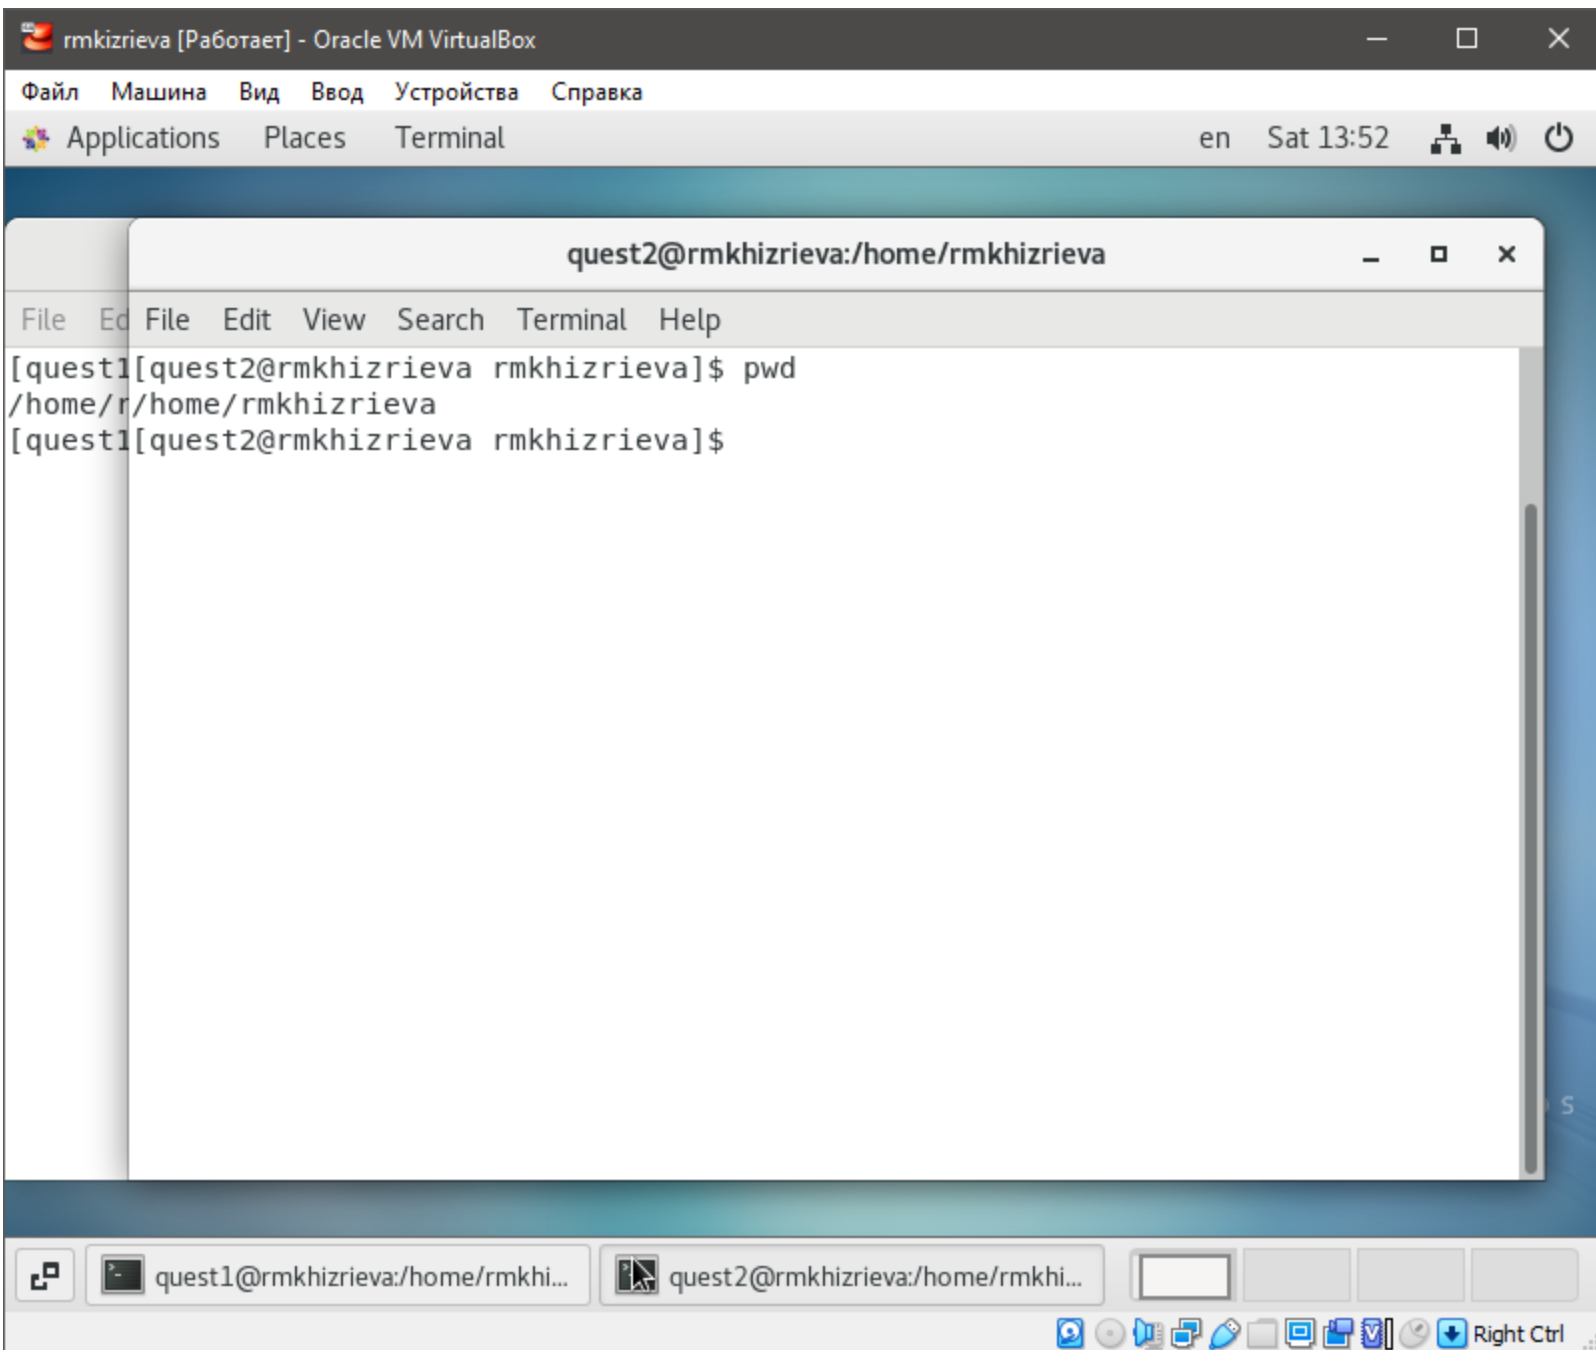 rmkizrieva [Работает] - Oracle VM VirtualBox
Файл Машина Вид Ввод Устройства Справка
Applications Places Terminal en Sat 13:52
quest2@rmkhizrieva:/home/rmkhizrieva
File Ed File Edit View Search Terminal Help
[quest1[quest2@rmkhizrieva rmkhizrieva]$ pwd
/home/r/home/rmkhizrieva
[quest1[quest2@rmkhizrieva rmkhizrieva]$
s
quest1@rmkhizrieva:/home/rmkhi... quest2@rmkhizrieva:/home/rmkhi...
Right Ctrl